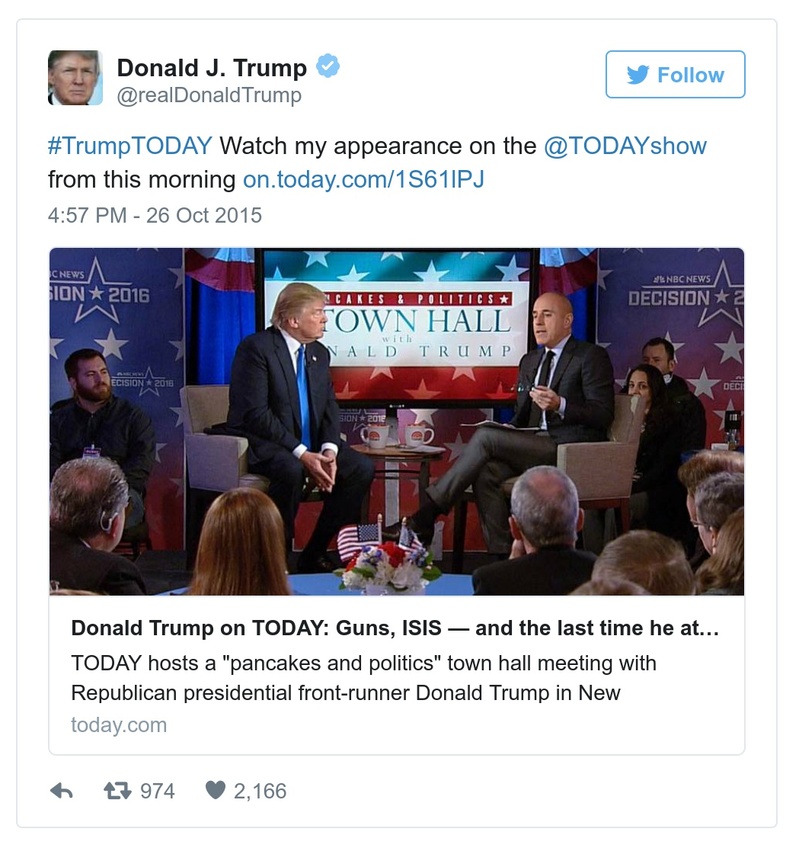 Donald J. Trump
@realDonaldTrump
Follow
#TrumpTODAY Watch my appearance on the @TODAYshow
from this morning on.today.com/1S61IPJ
4:57 PM - 26 Oct 2015
C NEWS
SION ★ 2016
NBC NEWS
DECISION ★ 2
NCAKES & POLITICS ★
TOWN HALL
with
NALD TRUMP
ECISION ★ 2016
SION ★ 201
DECI
Donald Trump on TODAY: Guns, ISIS — and the last time he at…
TODAY hosts a "pancakes and politics" town hall meeting with
Republican presidential front-runner Donald Trump in New
today.com
974
2,166